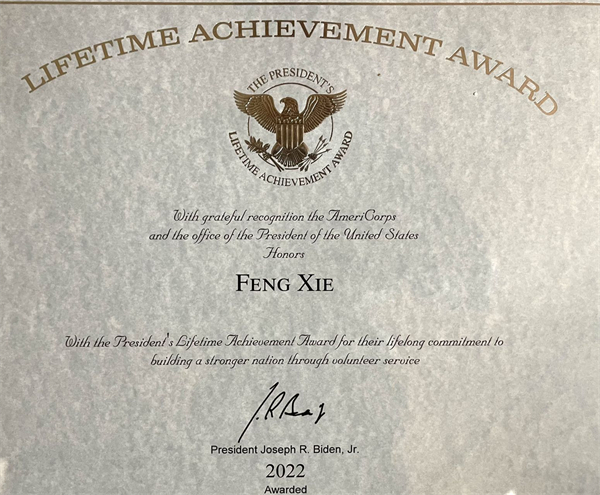 LIFETIME ACHIEVEMENT AWARD
THE PRESIDENT'S
LIFETIME ACHIEVEMENT AWARD
With grateful recognition the AmeriCorps
and the office of the President of the United States
Honors
FENG XIE
With the President's Lifetime Achievement Award for their lifelong commitment to
building a stronger nation through volunteer service
President Joseph R. Biden, Jr.
2022
Awarded